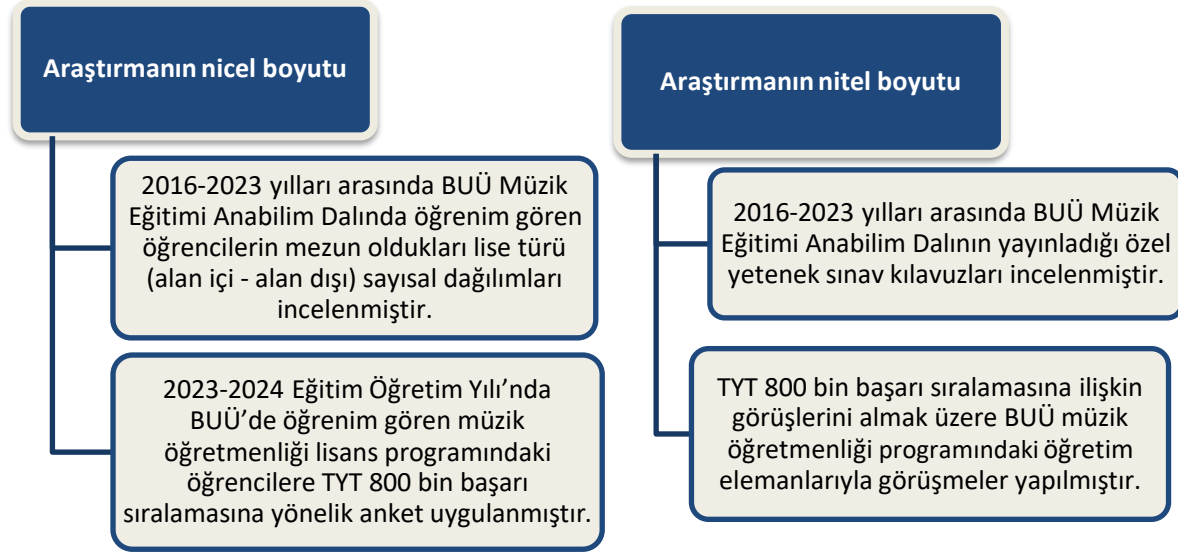 Araştırmanın nicel boyutu
2016-2023 yılları arasında BUÜ Müzik
Eğitimi Anabilim Dalında öğrenim gören
öğrencilerin mezun oldukları lise türü
(alan içi - alan dışı) sayısal dağılımları
incelenmiştir.
2023-2024 Eğitim Öğretim Yılı’nda
BUÜ’de öğrenim gören müzik
öğretmenliği lisans programındaki
öğrencilere TYT 800 bin başarı
sıralamasına yönelik anket uygulanmıştır.
Araştırmanın nitel boyutu
2016-2023 yılları arasında BUÜ Müzik
Eğitimi Anabilim Dalının yayınladığı özel
yetenek sınav kılavuzları incelenmiştir.
TYT 800 bin başarı sıralamasına ilişkin
görüşlerini almak üzere BUÜ müzik
öğretmenliği programındaki öğretim
elemanlarıyla görüşmeler yapılmıştır.